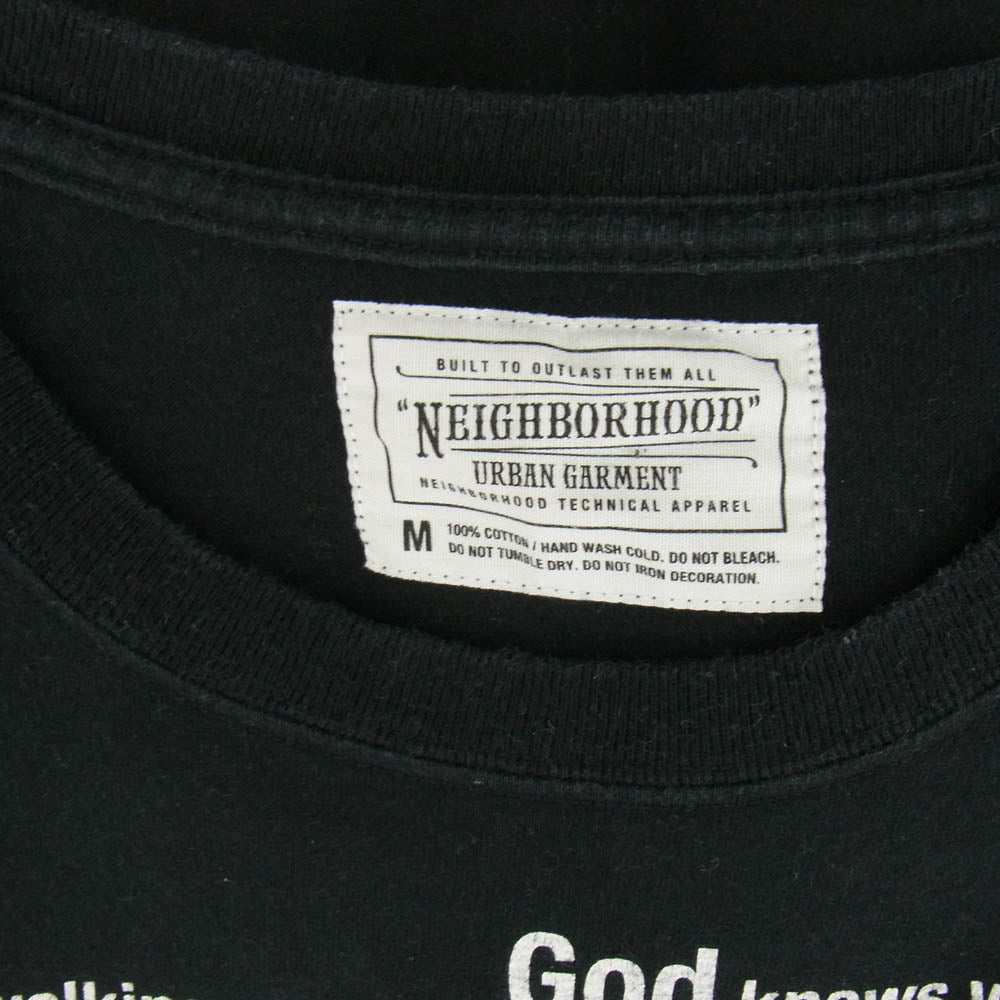 BUILT TO OUTLAST THEM ALL
"NEIGHBORHOOD"
URBAN GARMENT
NEIGHBORHOOD TECHNICAL APPAREL
M 100% COTTON / HAND WASH COLD. DO NOT BLEACH.
DO NOT TUMBLE DRY. DO NOT IRON DECORATION.
God knows